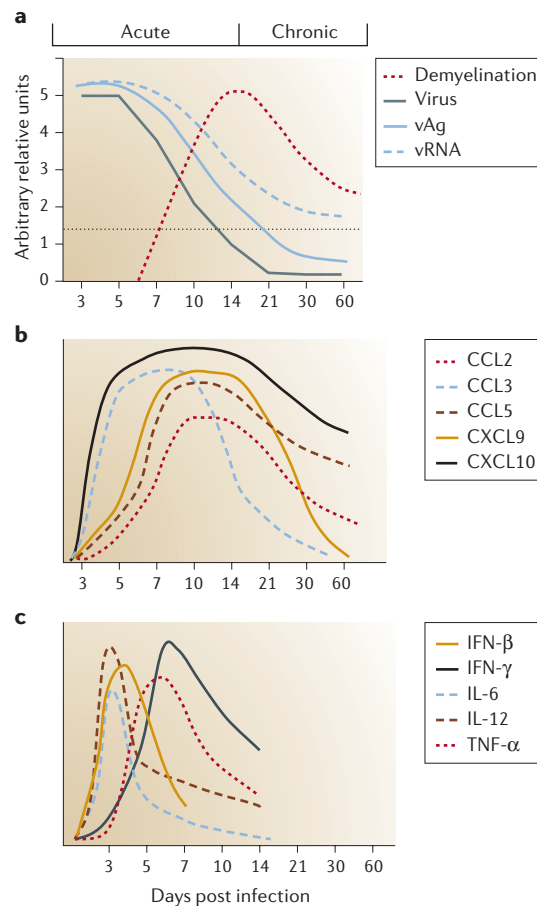 a
Acute Chronic
Arbitrary relative units
5
4
3
2
1
0
3 5 7 10 14 21 30 60
Demyelination
Virus
vAg
vRNA
b
3 5 7 10 14 21 30 60
CCL2
CCL3
CCL5
CXCL9
CXCL10
c
3 5 7 10 14 21 30 60
Days post infection
IFN-β
IFN-γ
IL-6
IL-12
TNF-α